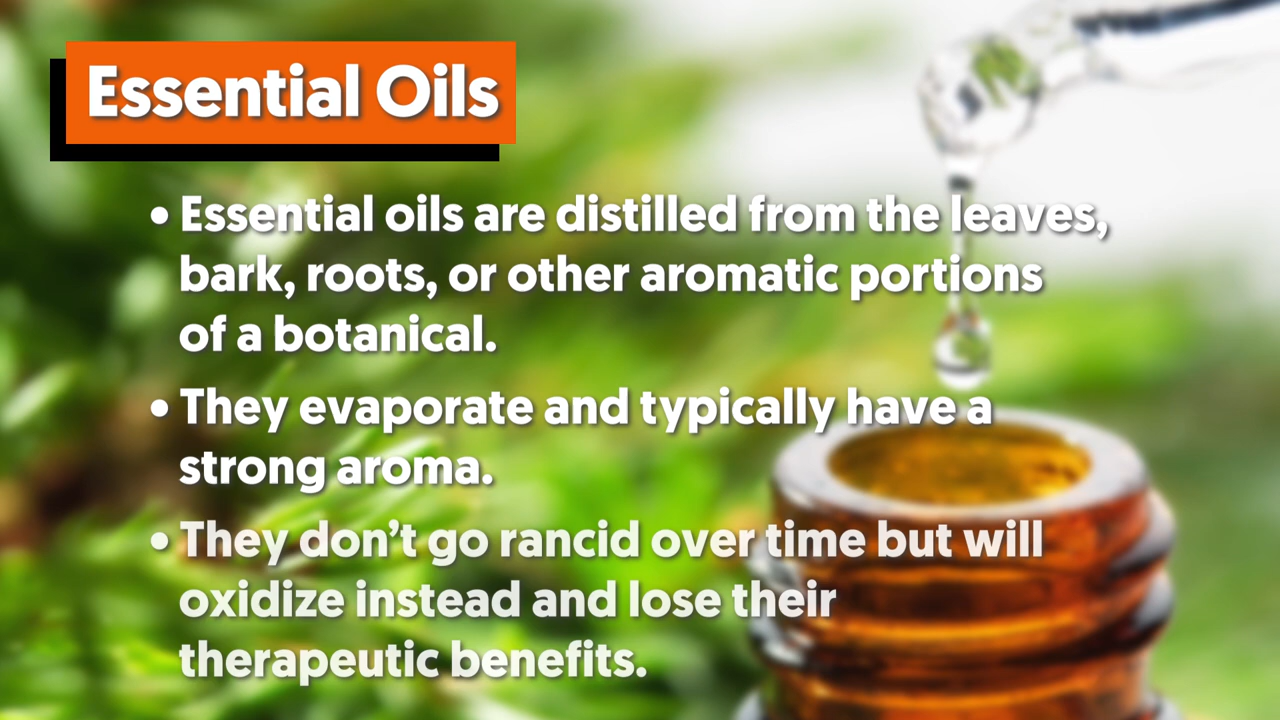 Essential Oils
• Essential oils are distilled from the leaves,
bark, roots, or other aromatic portions
of a botanical.
• They evaporate and typically have a
strong aroma.
• They don’t go rancid over time but will
oxidize instead and lose their
therapeutic benefits.